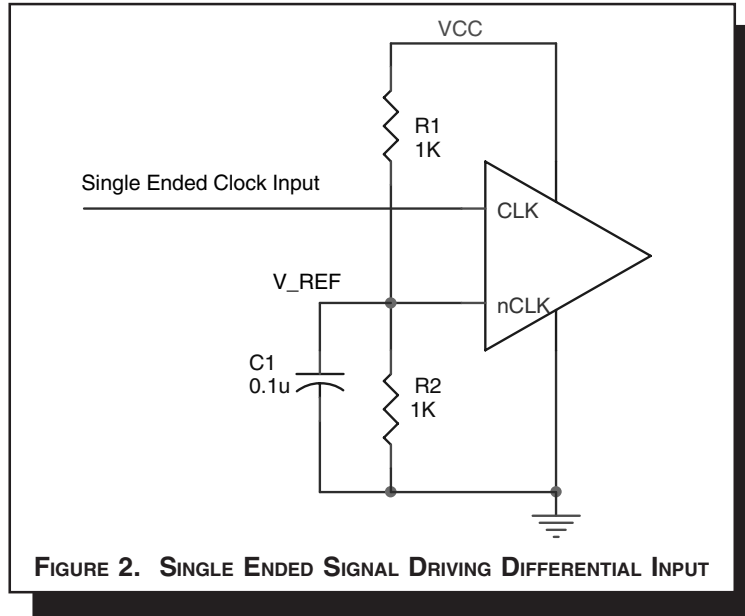 VCC
R1
1K
Single Ended Clock Input
CLK
V_REF
nCLK
C1
0.1u
R2
1K
FIGURE 2. SINGLE ENDED SIGNAL DRIVING DIFFERENTIAL INPUT